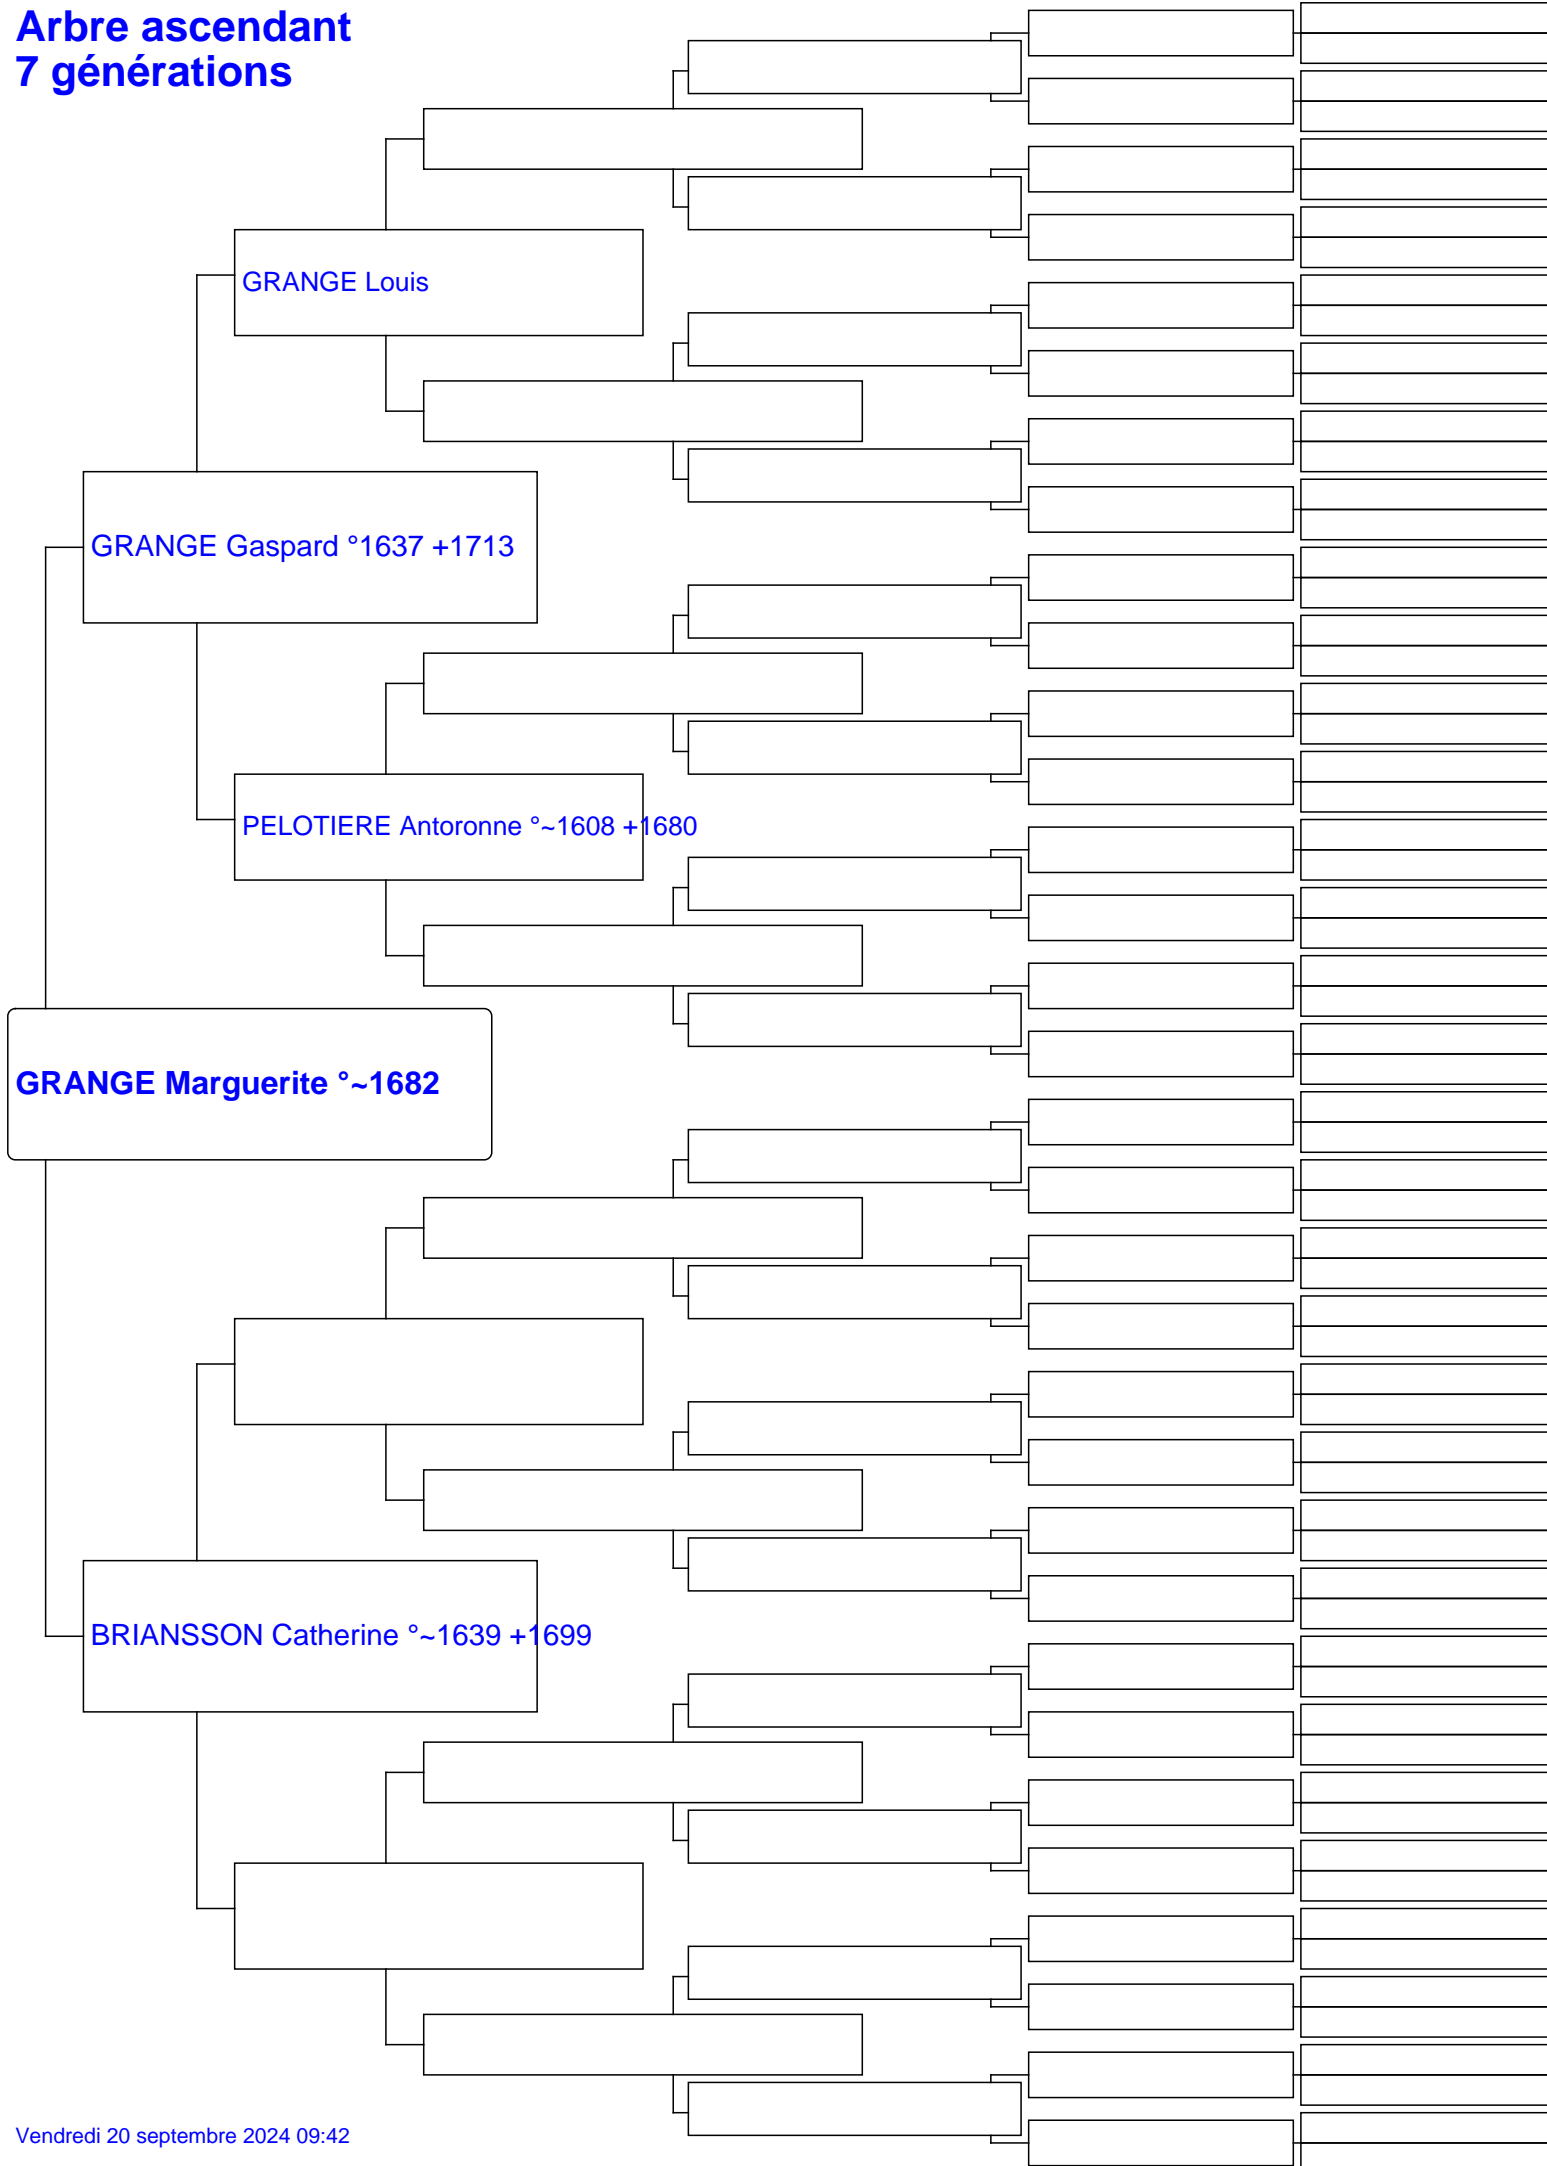 Arbre ascendant
7 générations
GRANGE Louis
GRANGE Gaspard °1637 +1713
PELOTIERE Antoronne °~1608 +1680
GRANGE Marguerite °~1682
BRIANSSON Catherine °~1639 +1699
Vendredi 20 septembre 2024 09:42